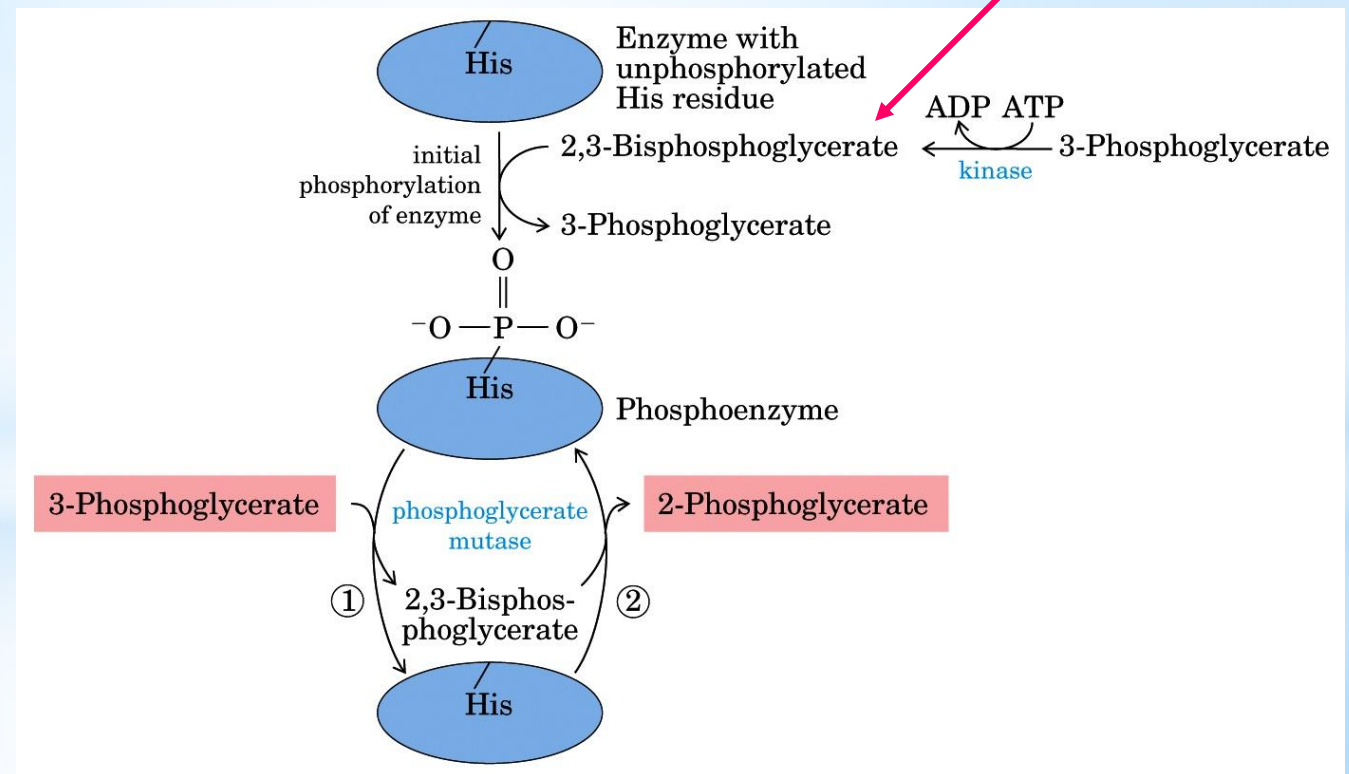 His
Enzyme with
unphosphorylated
His residue
ADP ATP
initial
phosphorylation
of enzyme
2,3-Bisphosphoglycerate
3-Phosphoglycerate
kinase
3-Phosphoglycerate
O
⁻O—P—O⁻
His
Phosphoenzyme
3-Phosphoglycerate
phosphoglycerate
mutase
2-Phosphoglycerate
①
2,3-Bisphos-
phoglycerate
②
His